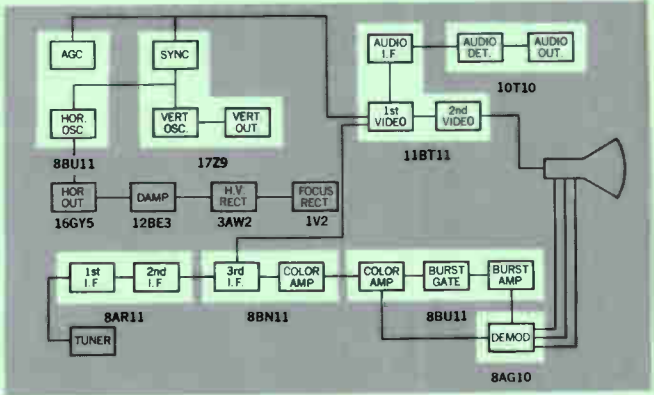 AGC
SYNC
AUDIO
I.F
AUDIO
DET.
AUDIO
OUT.
10T10
HOR.
OSC
VERT
OSC.
VERT
OUT
1st
VIDEO
2nd
VIDEO
8BU11
17Z9
11BT11
HOR
OUT
DAMP
H.V.
RECT
FOCUS
RECT
16GY5
12BE3
3AW2
1V2
1st
I.F
2nd
I.F
3rd
I.F.
COLOR
AMP
COLOR
AMP
BURST
GATE
BURST
AMP
8AR11
8BN11
8BU11
TUNER
DEMOD
8AG10